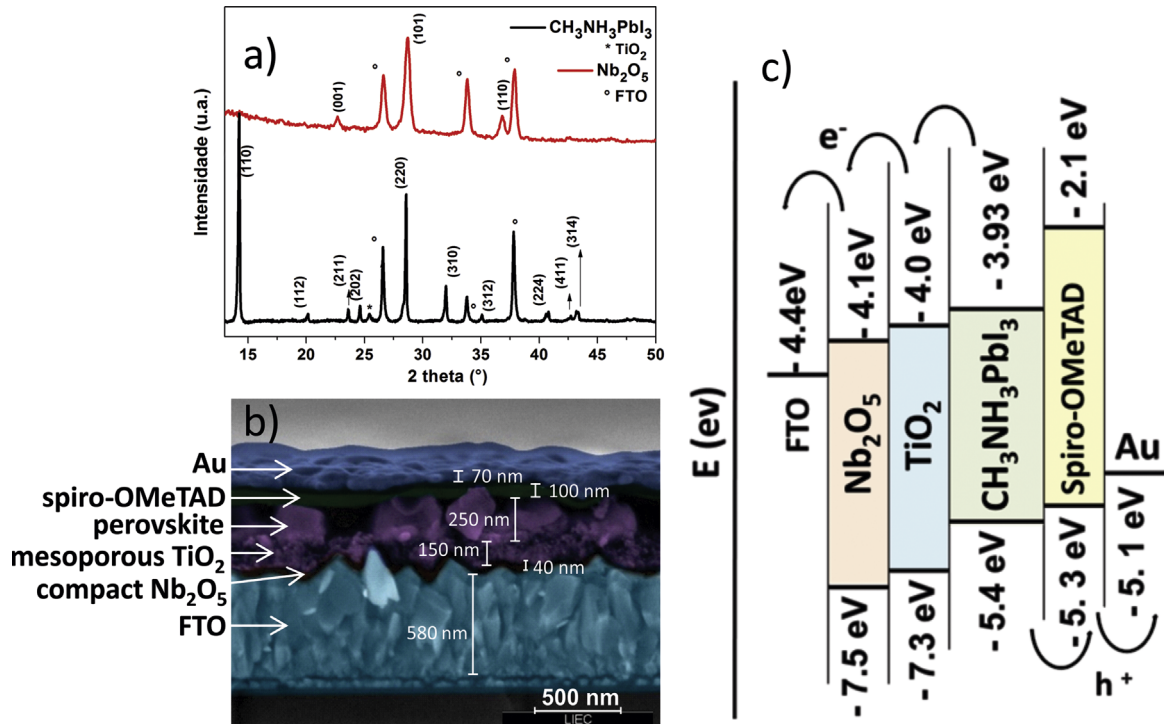 a)
CH₃NH₃PbI₃
* TiO₂
Nb₂O₅
° FTO
Intensidade (u.a.)
(001)
°
(101)
°
(110)
°
(110)
(112)
(211)
(202)
*
°
(220)
(310)
°
(312)
°
(224)
(411)
(314)
15 20 25 30 35 40 45 50
2 theta (°)
b)
Au
spiro-OMeTAD
perovskite
mesoporous TiO₂
compact Nb₂O₅
FTO
70 nm
100 nm
250 nm
150 nm
40 nm
580 nm
500 nm
LIEC
c)
E (ev)
e⁻
- 4.4eV
- 4.1eV
- 4.0 eV
- 3.93 eV
- 2.1 eV
FTO
Nb₂O₅
TiO₂
CH₃NH₃PbI₃
Spiro-OMeTAD
Au
- 7.5 eV
- 7.3 eV
- 5.4 eV
- 5. 3 eV
- 5.1 eV
h⁺